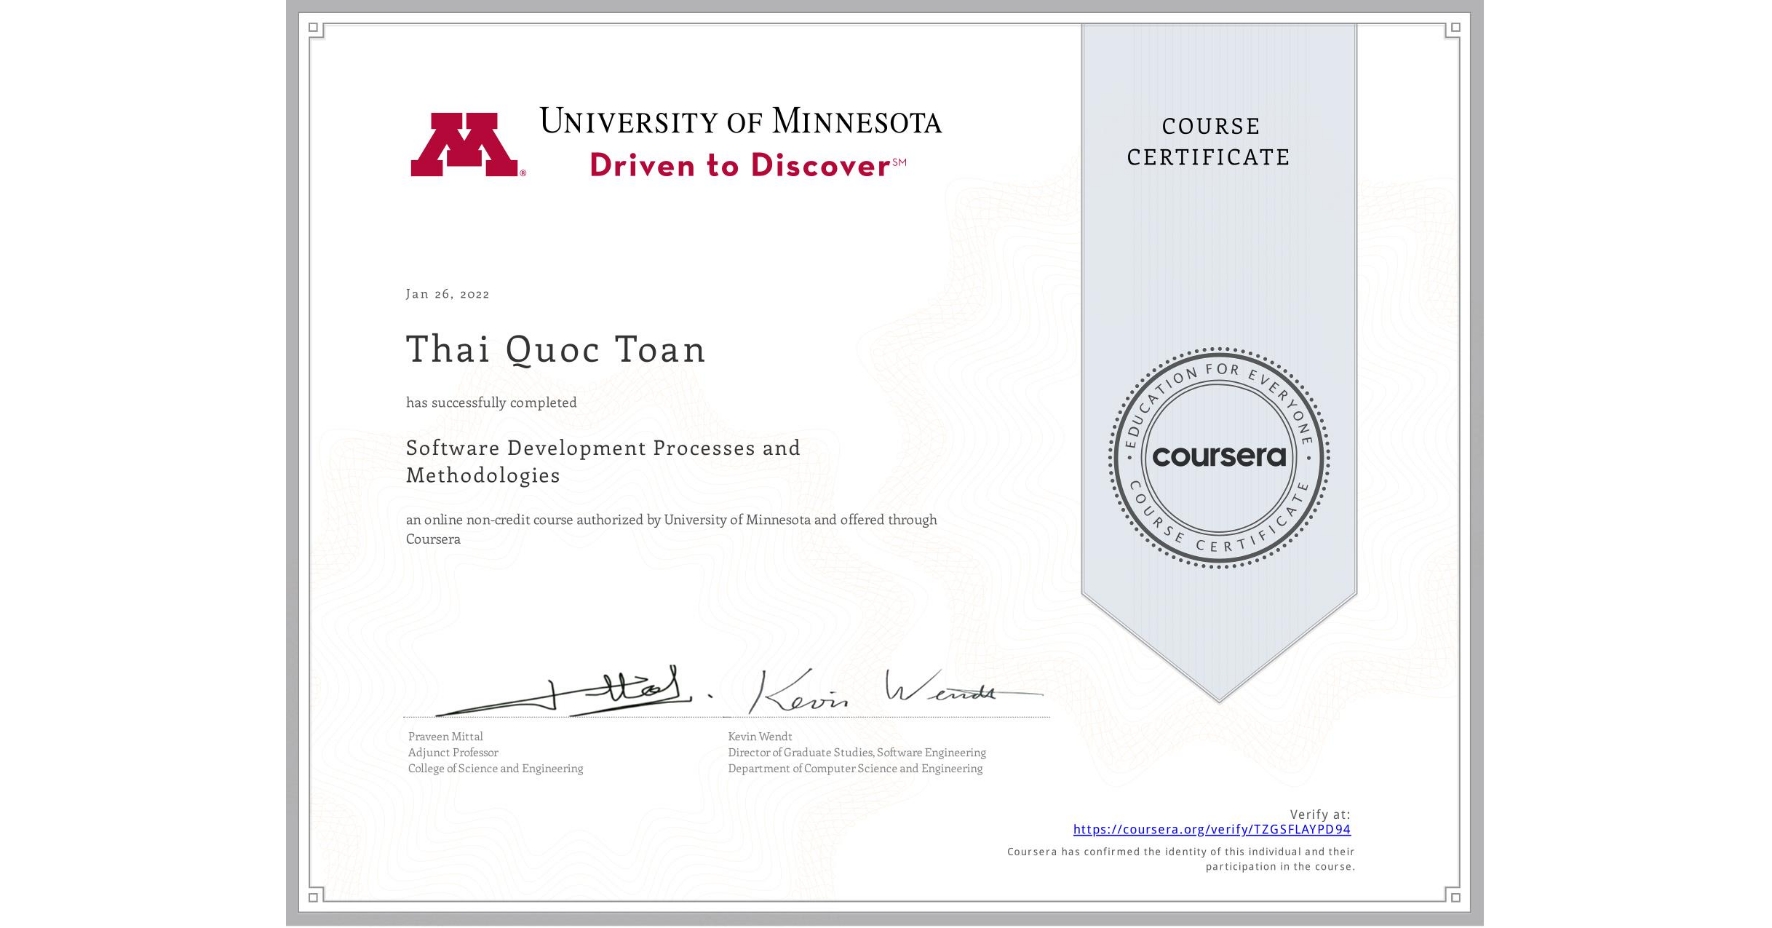 UNIVERSITY OF MINNESOTA
Driven to Discover℠
COURSE
CERTIFICATE
Jan 26, 2022
Thai Quoc Toan
has successfully completed
Software Development Processes and
Methodologies
an online non-credit course authorized by University of Minnesota and offered through
Coursera
EDUCATION FOR EVERYONE
coursera
COURSE CERTIFICATE
Kevin Wendt
Praveen Mittal
Adjunct Professor
College of Science and Engineering
Kevin Wendt
Director of Graduate Studies, Software Engineering
Department of Computer Science and Engineering
Verify at:
https://coursera.org/verify/TZGSFLAYPD94
Coursera has confirmed the identity of this individual and their
participation in the course.